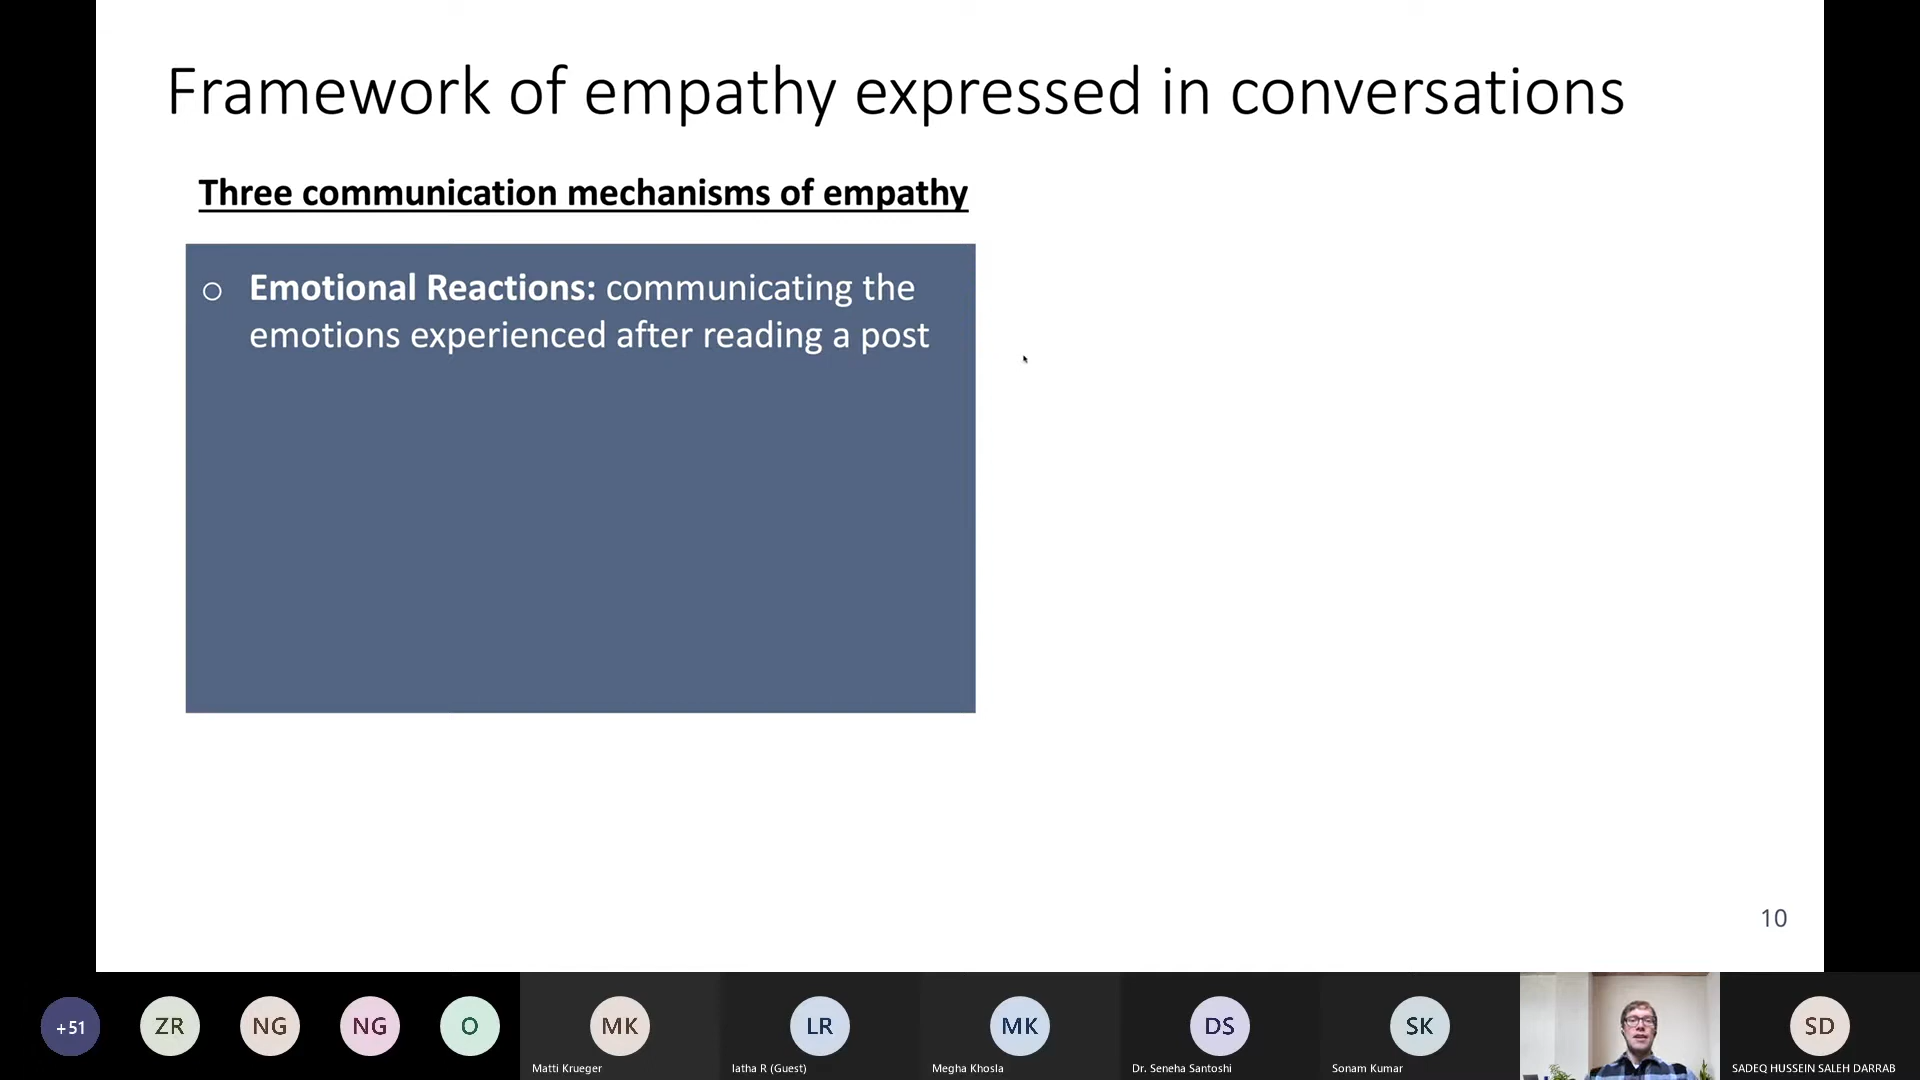 Framework of empathy expressed in conversations
Three communication mechanisms of empathy
Emotional Reactions: communicating the
emotions experienced after reading a post
10
+51
ZR
NG
NG
O
MK
LR
MK
DS
SK
SD
Matti Krueger
latha R (Guest)
Megha Khosla
Dr. Seneha Santoshi
Sonam Kumar
SADEQ HUSSEIN SALEH DARRAB